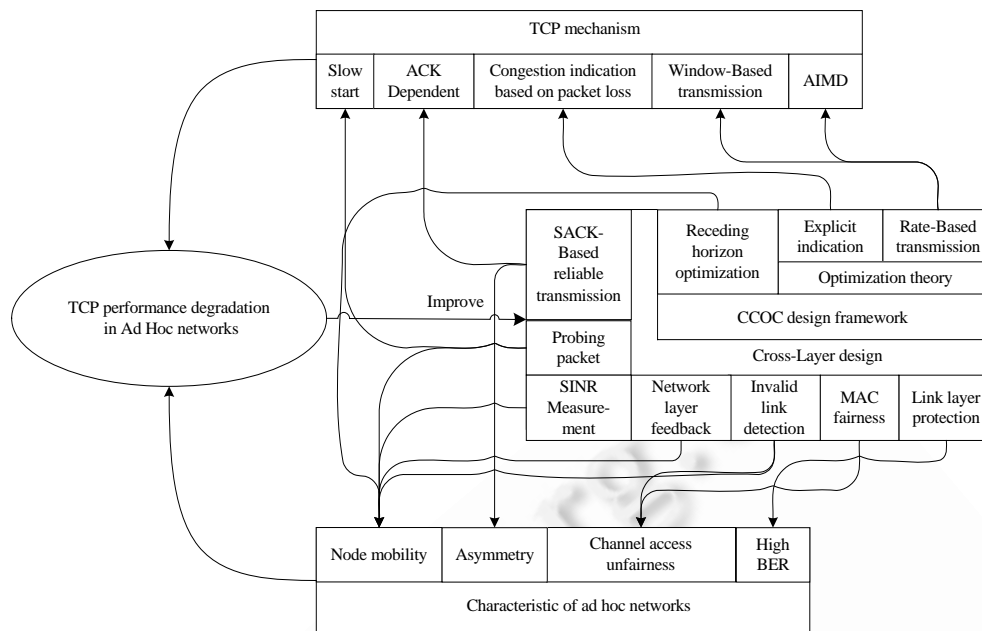 TCP mechanism
Slow
start
ACK
Dependent
Congestion indication
based on packet loss
Window-Based
transmission
AIMD
SACK-
Based
reliable
transmission
Receding
horizon
optimization
Explicit
indication
Rate-Based
transmission
Optimization theory
CCOC design framework
TCP performance degradation
in Ad Hoc networks
Improve
Probing
packet
Cross-Layer design
SINR
Measure-
ment
Network
layer
feedback
Invalid
link
detection
MAC
fairness
Link layer
protection
Node mobility
Asymmetry
Channel access
unfairness
High
BER
Characteristic of ad hoc networks